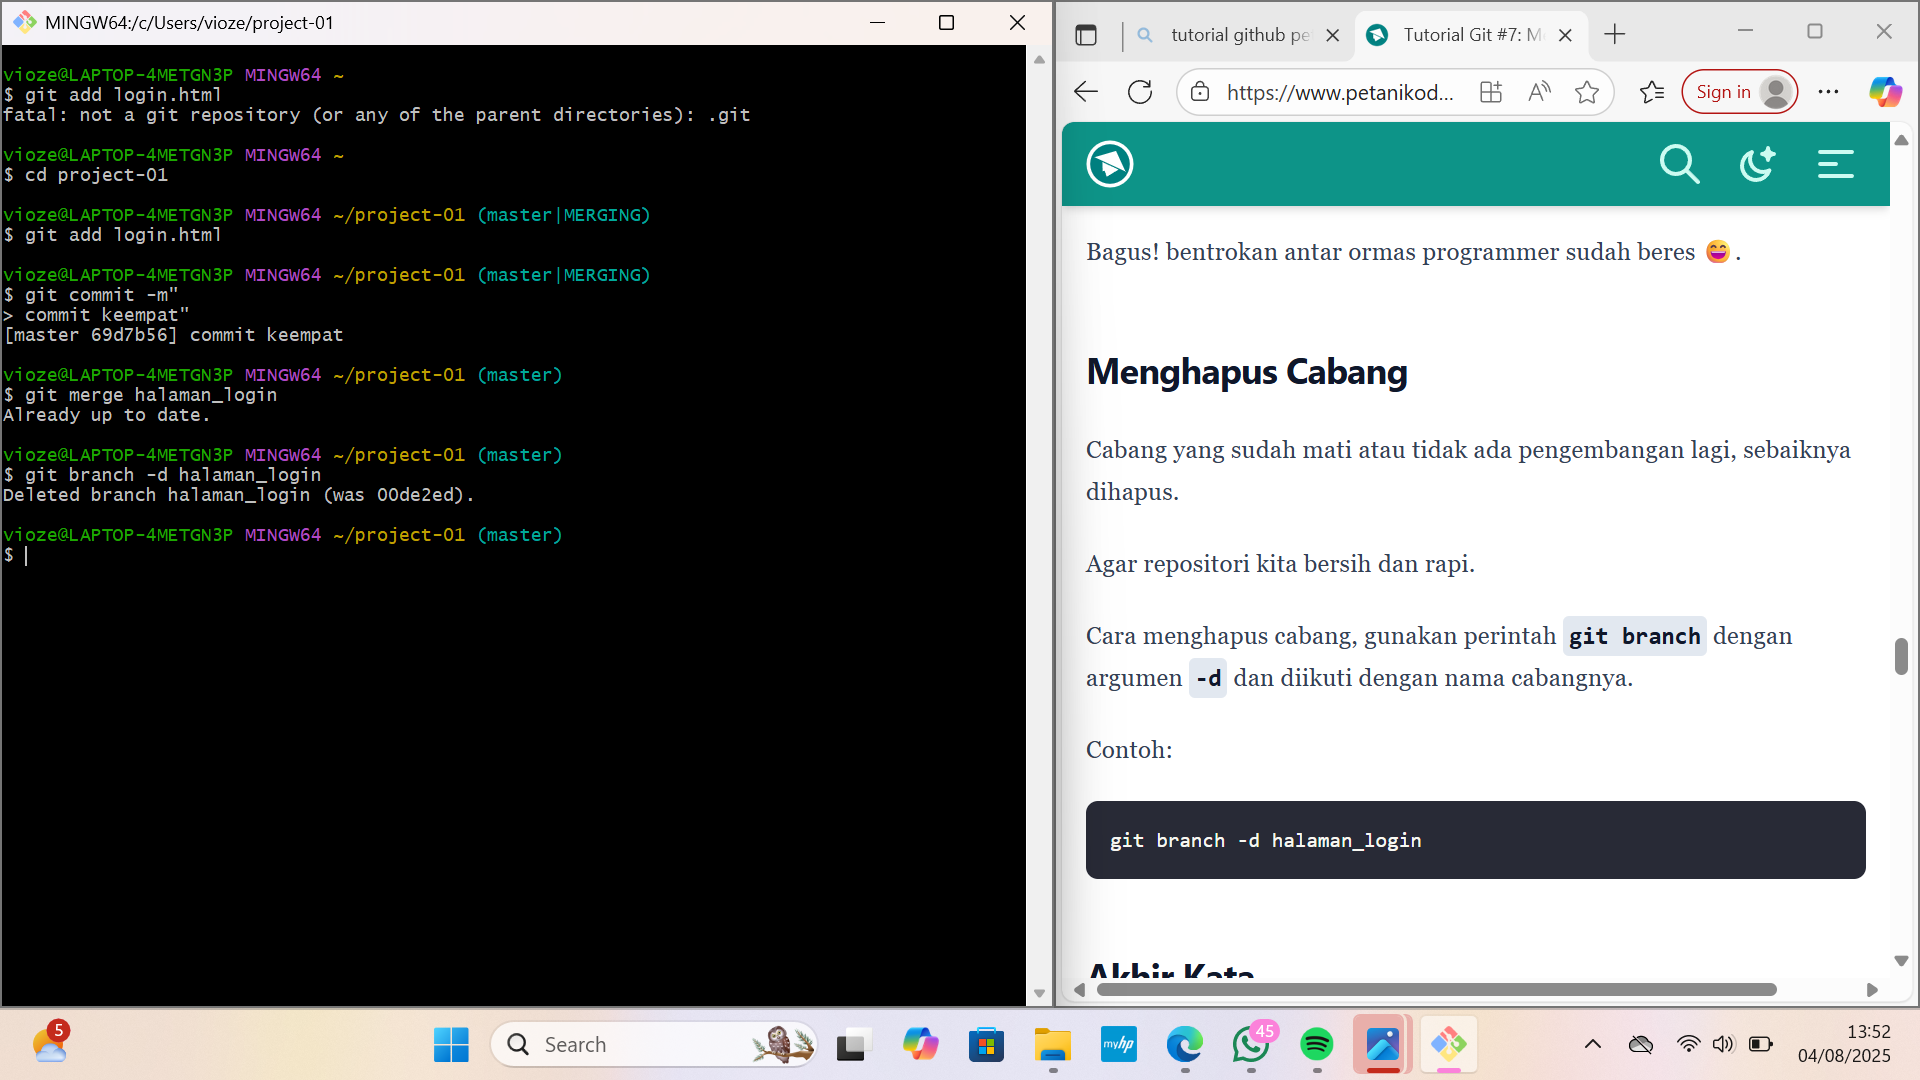 MINGW64:/c/Users/vioze/project-01
vioze@LAPTOP-4METGN3P MINGW64 ~
$ git add login.html
fatal: not a git repository (or any of the parent directories): .git
vioze@LAPTOP-4METGN3P MINGW64 ~
$ cd project-01
vioze@LAPTOP-4METGN3P MINGW64 ~/project-01 (master|MERGING)
$ git add login.html
vioze@LAPTOP-4METGN3P MINGW64 ~/project-01 (master|MERGING)
$ git commit -m"
> commit keempat"
[master 69d7b56] commit keempat
vioze@LAPTOP-4METGN3P MINGW64 ~/project-01 (master)
$ git merge halaman_login
Already up to date.
vioze@LAPTOP-4METGN3P MINGW64 ~/project-01 (master)
$ git branch -d halaman_login
Deleted branch halaman_login (was 00de2ed).
vioze@LAPTOP-4METGN3P MINGW64 ~/project-01 (master)
$
tutorial github pe
Tutorial Git #7: M
https://www.petanikod...
Sign in
Bagus! bentrokan antar ormas programmer sudah beres 😄.
Menghapus Cabang
Cabang yang sudah mati atau tidak ada pengembangan lagi, sebaiknya
dihapus.
Agar repositori kita bersih dan rapi.
Cara menghapus cabang, gunakan perintah git branch dengan
argumen -d dan diikuti dengan nama cabangnya.
Contoh:
git branch -d halaman_login
Akhir Kata
5
Search
myhp
45
13:52
04/08/2025